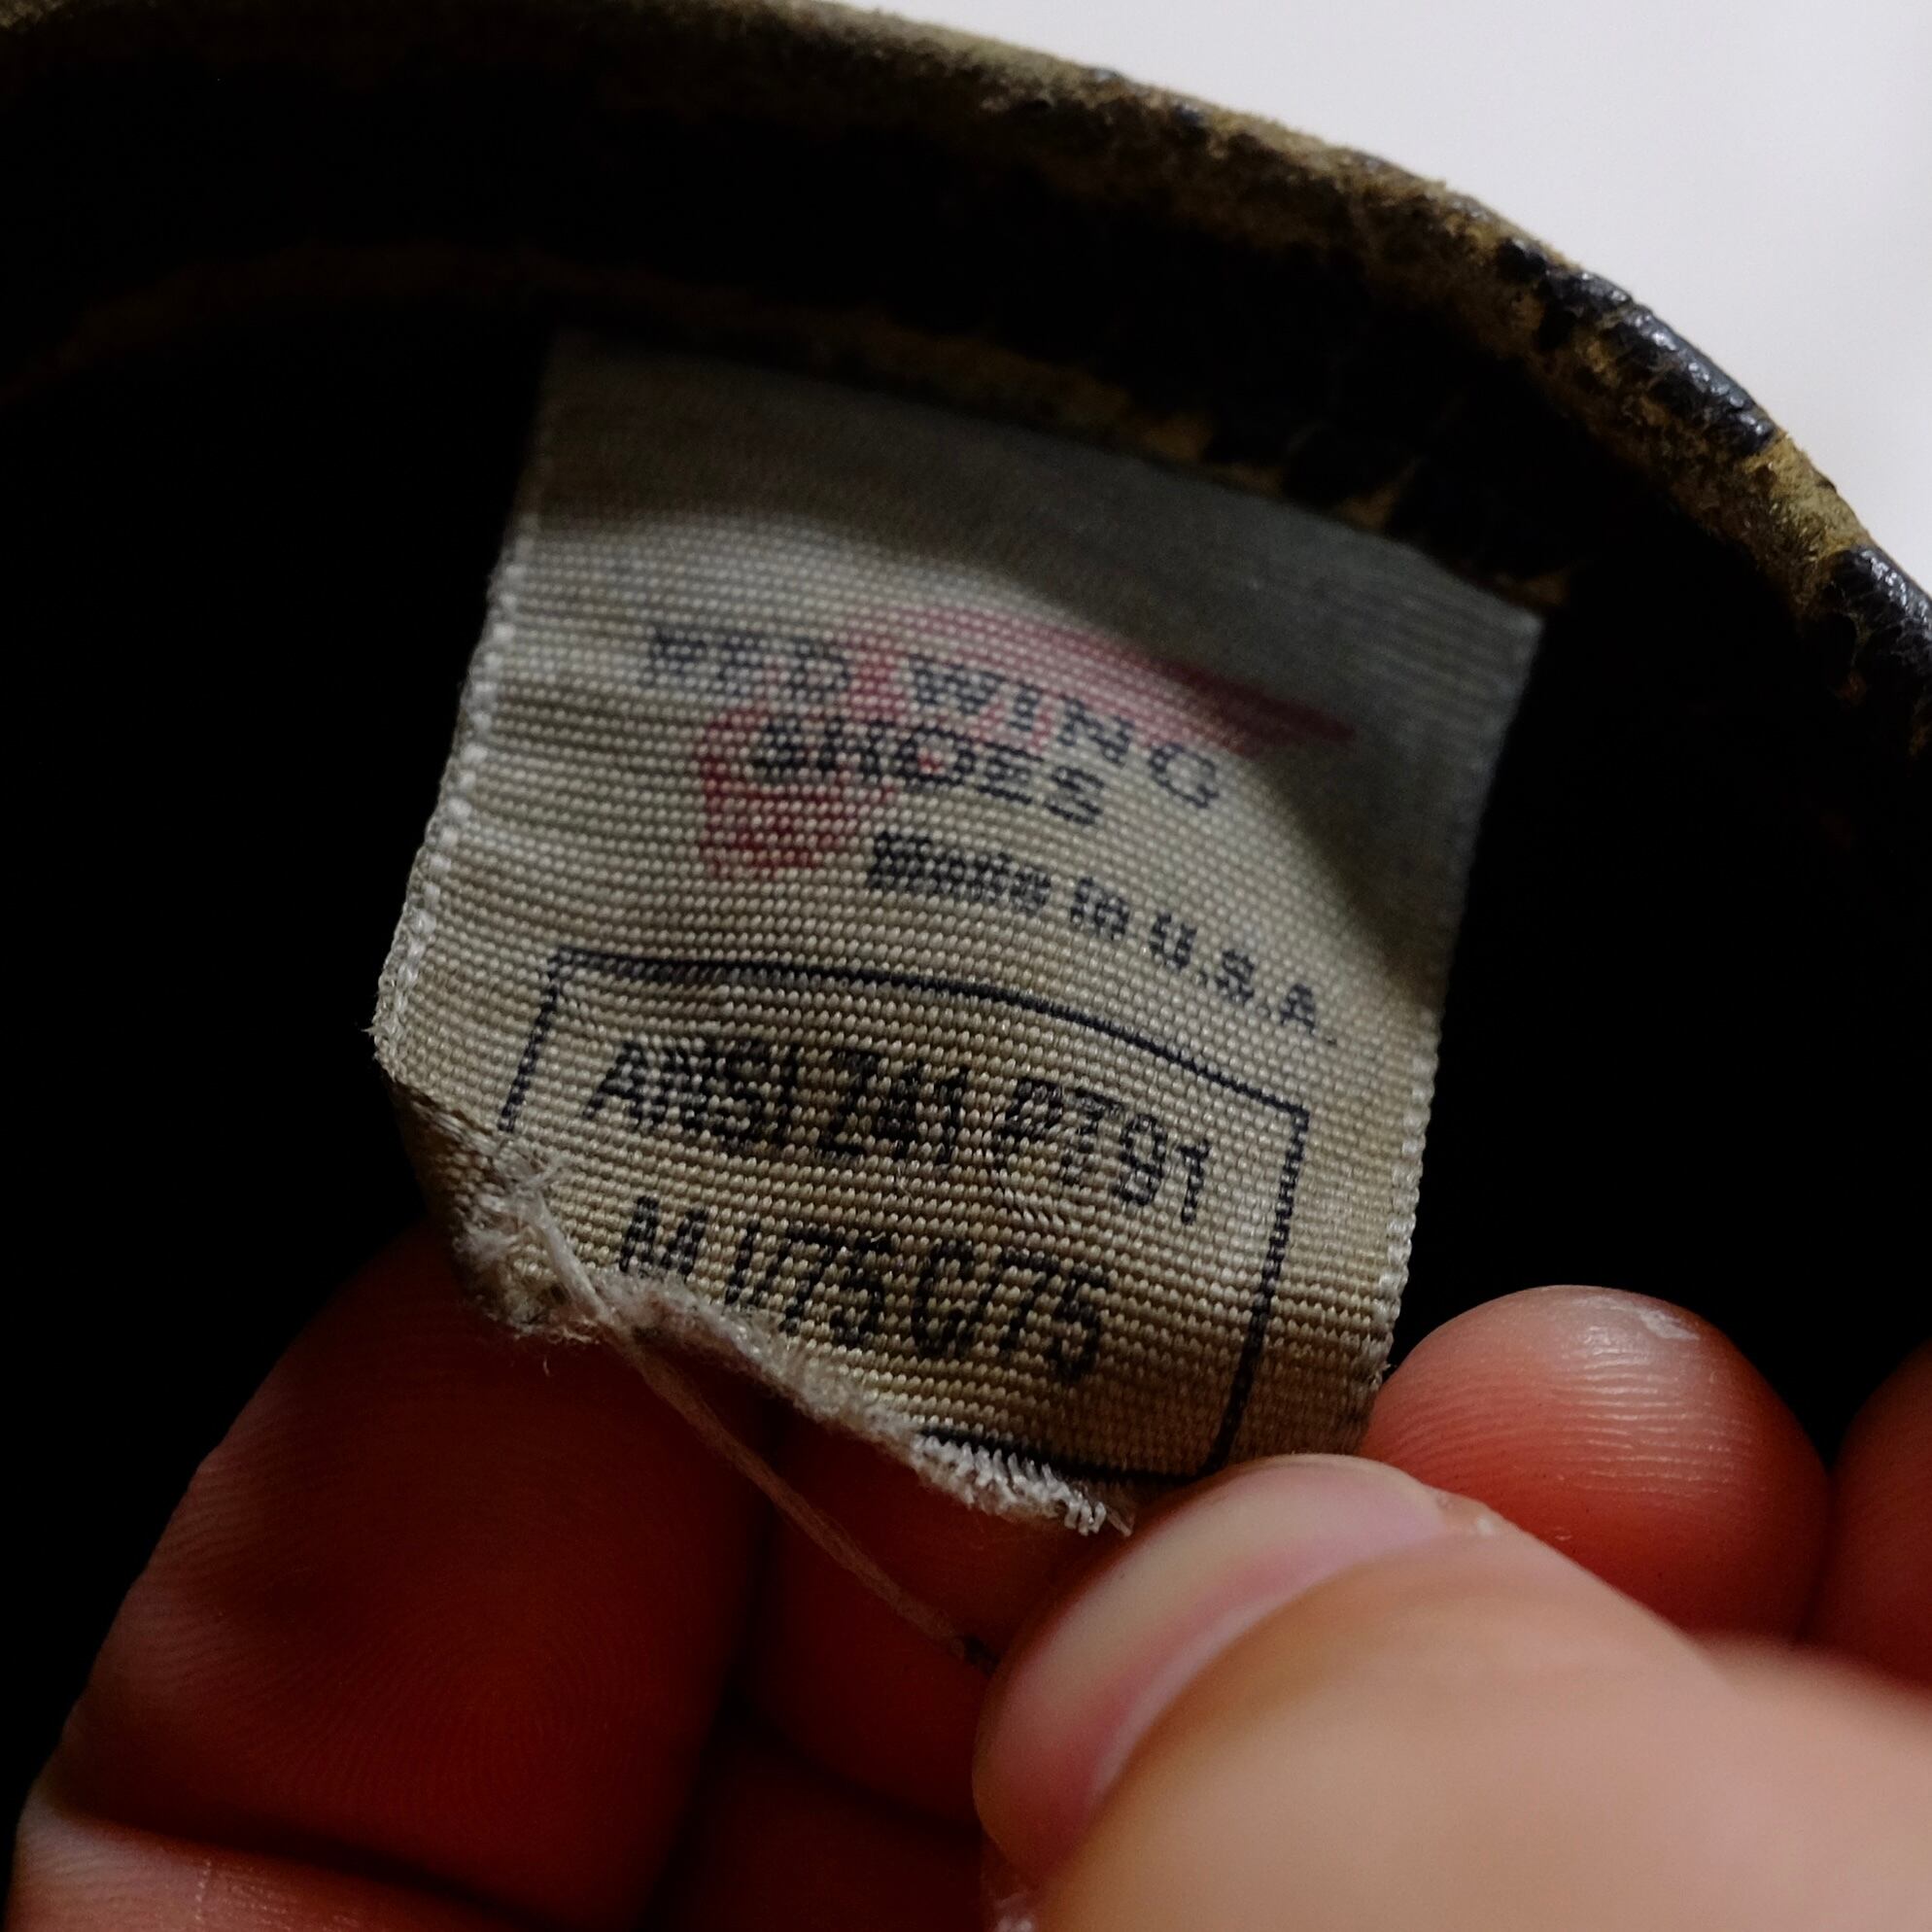 RED WING
SHOES
Made in U.S.A
ANSI Z41 PT91
M I/75 C/75